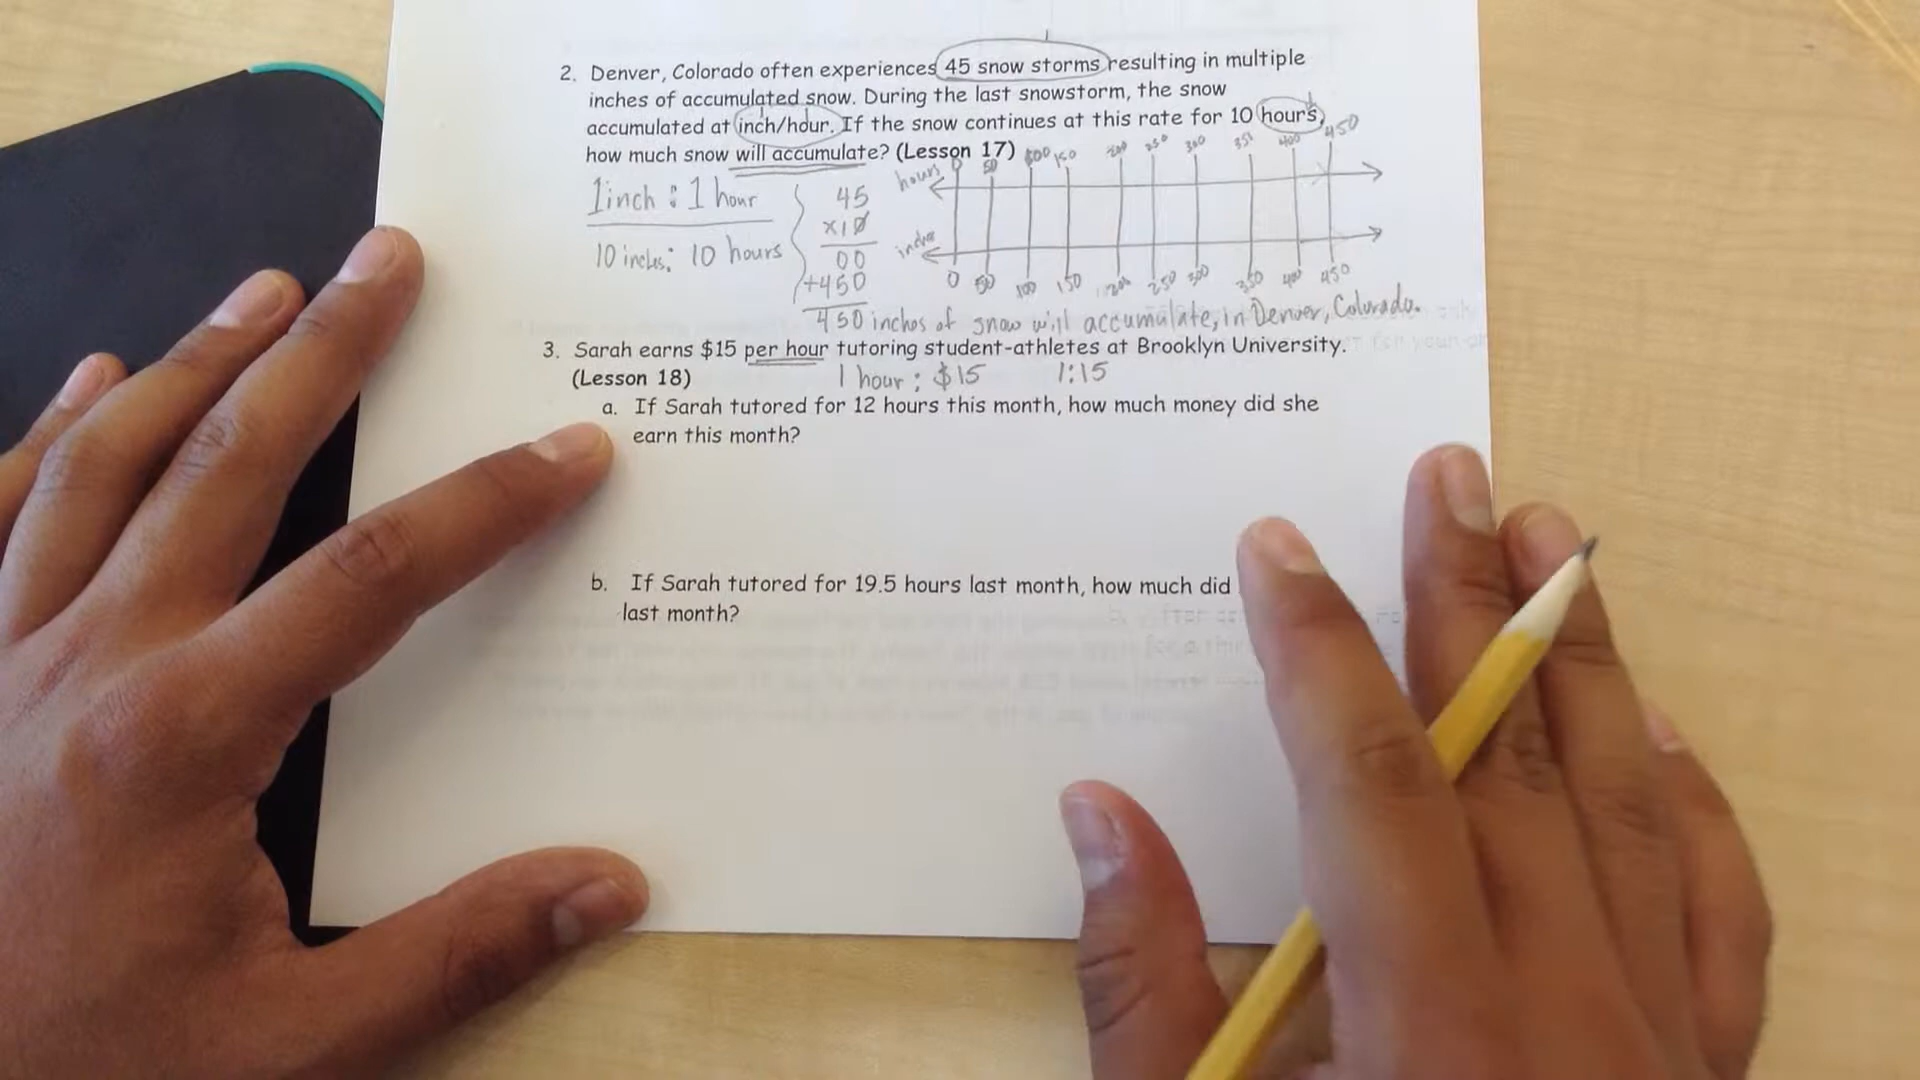 2. Denver, Colorado often experiences 45 snow storms resulting in multiple
inches of accumulated snow. During the last snowstorm, the snow
accumulated at inch/hour. If the snow continues at this rate for 10 hours,
how much snow will accumulate? (Lesson 17)
hours 0 50 100 150 200 250 300 350 400 450
1inch : 1 hour
10 inches: 10 hours
45
x10
00
+450
450 inches of snow will accumulate, in Denver, Colorado.
inches
0 50 100 150 200 250 300 350 400 450
3. Sarah earns $15 per hour tutoring student-athletes at Brooklyn University.
(Lesson 18) 1 hour : $15 1:15
a. If Sarah tutored for 12 hours this month, how much money did she
earn this month?
b. If Sarah tutored for 19.5 hours last month, how much did
last month?